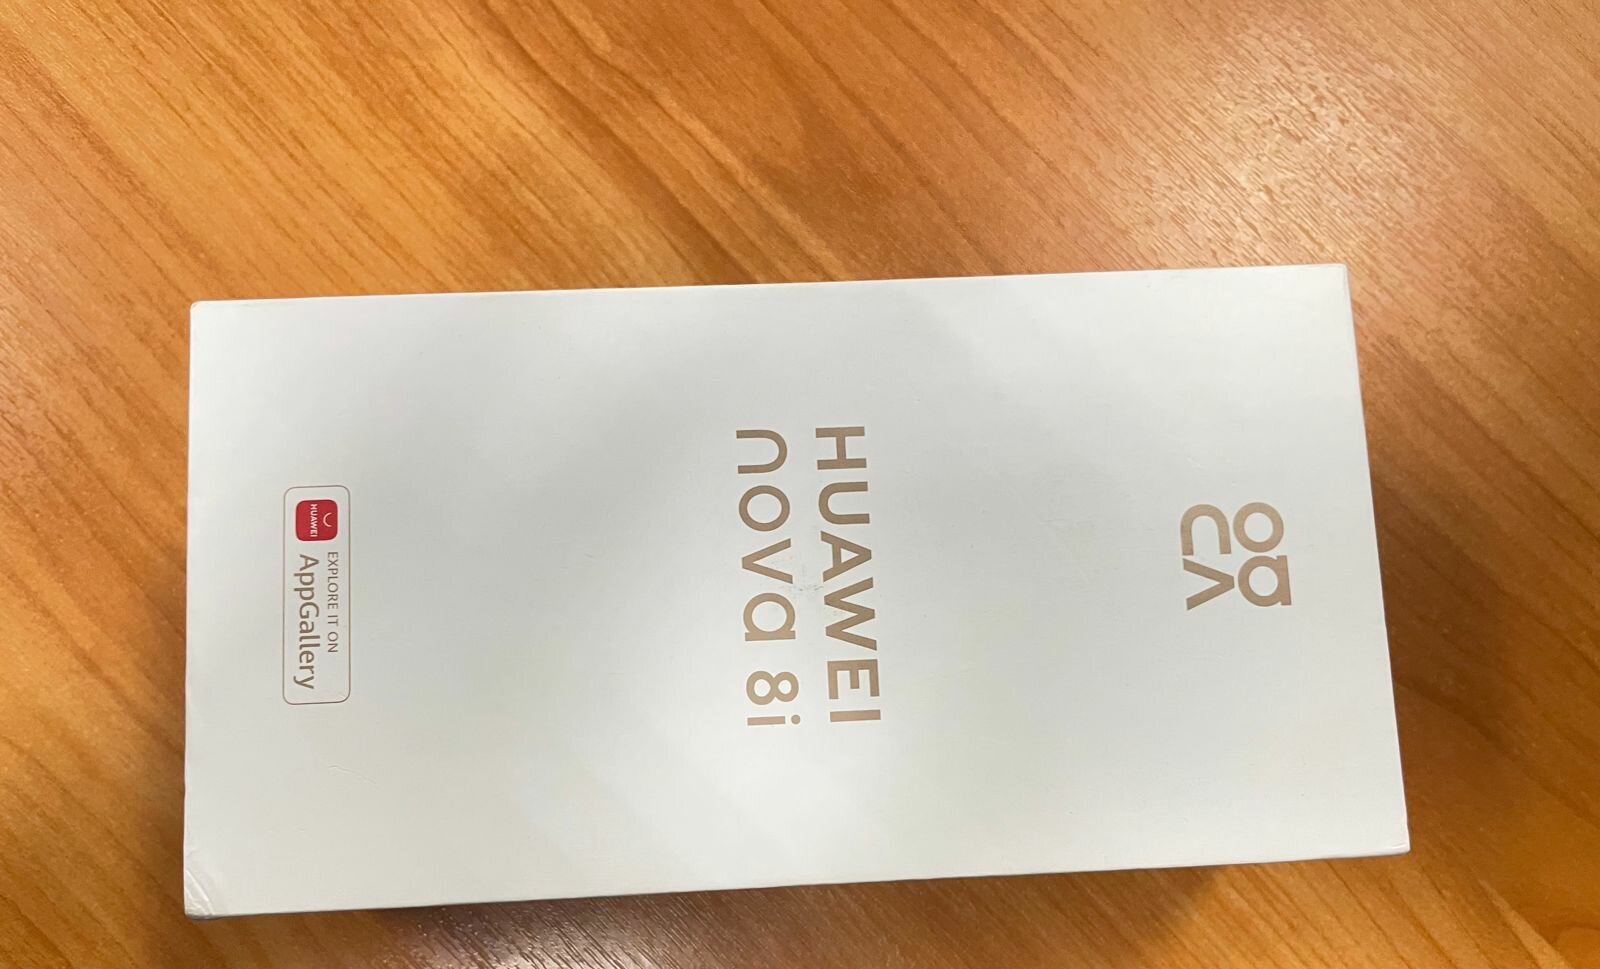 HUAWEI
nova 8i
HUAWEI
EXPLORE IT ON
AppGallery